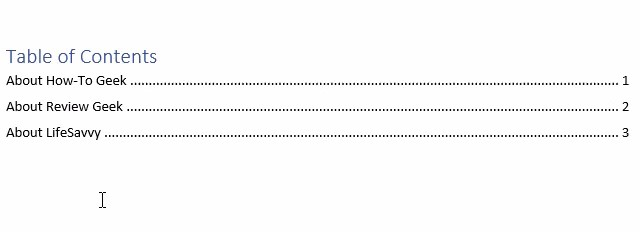 Table of Contents
About How-To Geek ........................................................................................................................ 1
About Review Geek ......................................................................................................................... 2
About LifeSavvy .............................................................................................................................. 3